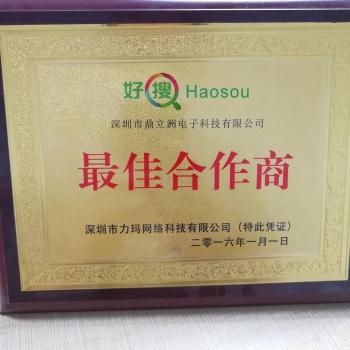 好搜 Haosou
深圳市鼎立洲电子科技有限公司
最佳合作商
深圳市力玛网络科技有限公司（特此凭证）
二零一六年一月一日